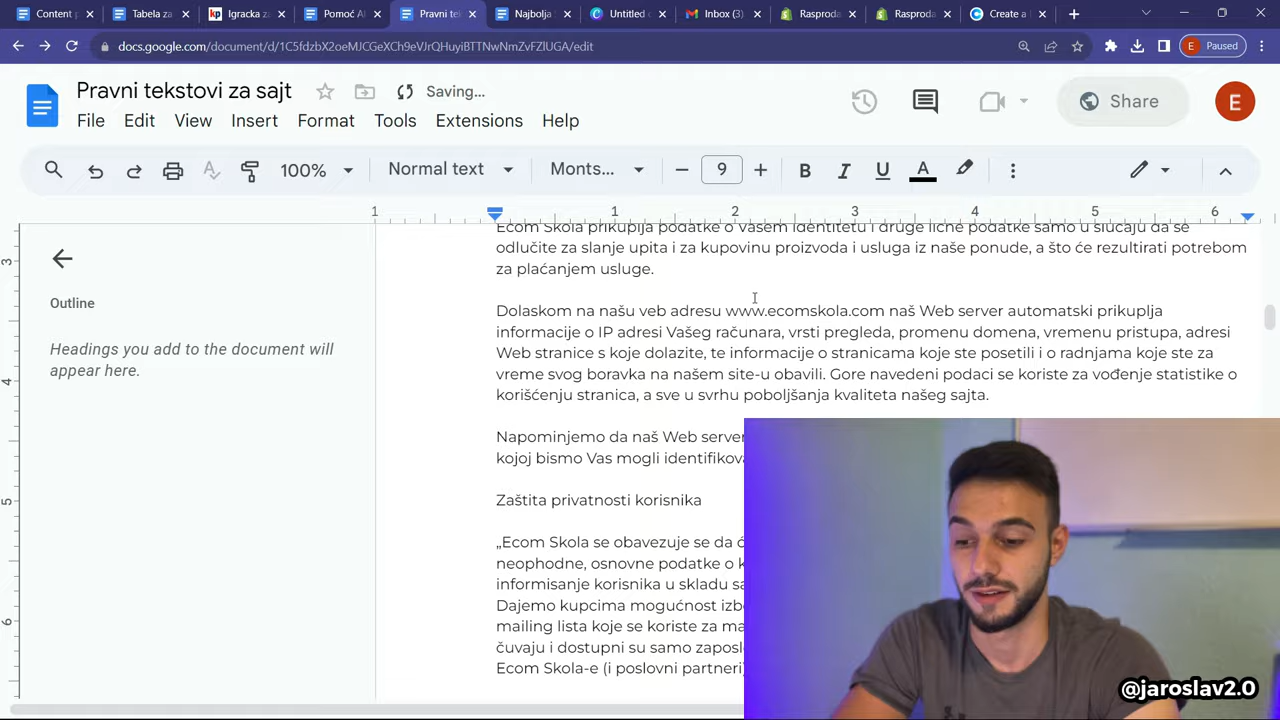 Content p
Tabela za
Igracka za
Pomoć A
Pravni tek
Najbolja S
Untitled d
Inbox (3)
Rasproda
Rasproda
Create a
docs.google.com/document/d/1C5fdzbX2oeMJCGeXCh9eVJrQHuyiBTTNwNmZvFZlUGA/edit
E
Paused
Pravni tekstovi za sajt
Saving...
File Edit View Insert Format Tools Extensions Help
Share
E
100%
Normal text
Monts...
9
B I U A
1 1 2 3 4 5 6
3
4
5
6
Outline
Headings you add to the document will
appear here.
Ecom Skola prikuplja podatke o vašem identitetu i druge lične podatke samo u slučaju da se
odlučite za slanje upita i za kupovinu proizvoda i usluga iz naše ponude, a što će rezultirati potrebom
za plaćanjem usluge.
Dolaskom na našu veb adresu www.ecomskola.com naš Web server automatski prikuplja
informacije o IP adresi Vašeg računara, vrsti pregleda, promenu domena, vremenu pristupa, adresi
Web stranice s koje dolazite, te informacije o stranicama koje ste posetili i o radnjama koje ste za
vreme svog boravka na našem site-u obavili. Gore navedeni podaci se koriste za vođenje statistike o
korišćenju stranica, a sve u svrhu poboljšanja kvaliteta našeg sajta.
Napominjemo da naš Web server
kojoj bismo Vas mogli identifikova
Zaštita privatnosti korisnika
„Ecom Skola se obavezuje se da ć
neophodne, osnovne podatke o k
informisanje korisnika u skladu sa
Dajemo kupcima mogućnost izbo
mailing lista koje se koriste za ma
čuvaju i dostupni su samo zaposle
Ecom Skola-e (i poslovni partneri)
@jaroslav2.0